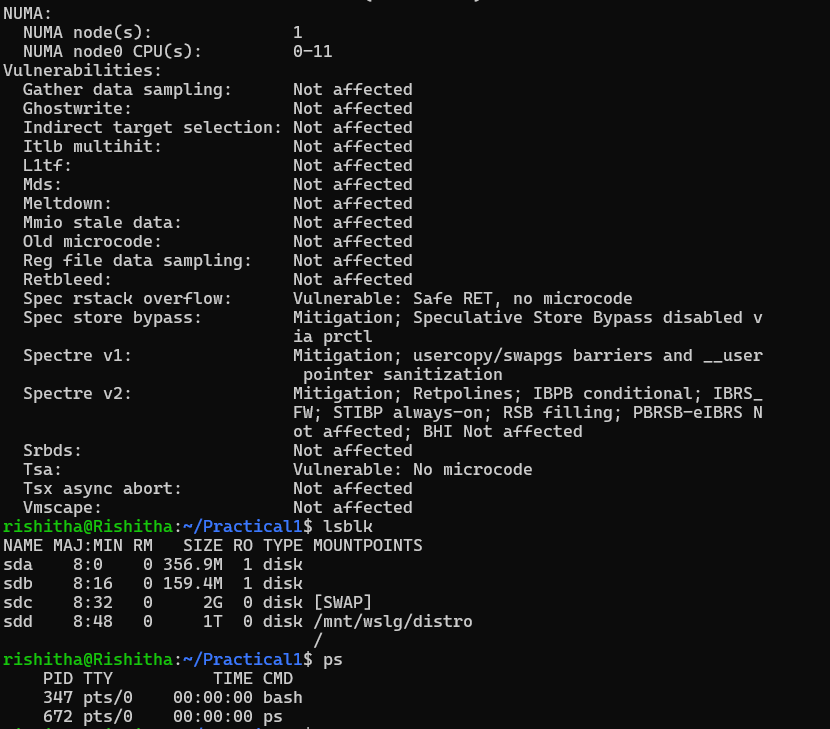 NUMA:
  NUMA node(s):              1
  NUMA node0 CPU(s):         0-11
Vulnerabilities:
  Gather data sampling:      Not affected
  Ghostwrite:                Not affected
  Indirect target selection: Not affected
  Itlb multihit:             Not affected
  L1tf:                      Not affected
  Mds:                       Not affected
  Meltdown:                  Not affected
  Mmio stale data:           Not affected
  Old microcode:             Not affected
  Reg file data sampling:    Not affected
  Retbleed:                  Not affected
  Spec rstack overflow:      Vulnerable: Safe RET, no microcode
  Spec store bypass:         Mitigation; Speculative Store Bypass disabled v
                             ia prctl
  Spectre v1:                Mitigation; usercopy/swapgs barriers and __user
                              pointer sanitization
  Spectre v2:                Mitigation; Retpolines; IBPB conditional; IBRS_
                             FW; STIBP always-on; RSB filling; PBRSB-eIBRS N
                             ot affected; BHI Not affected
  Srbds:                     Not affected
  Tsa:                       Vulnerable: No microcode
  Tsx async abort:           Not affected
  Vmscape:                   Not affected
rishitha@Rishitha:~/Practical1$ lsblk
NAME MAJ:MIN RM   SIZE RO TYPE MOUNTPOINTS
sda    8:0    0 356.9M  1 disk
sdb    8:16   0 159.4M  1 disk
sdc    8:32   0     2G  0 disk [SWAP]
sdd    8:48   0     1T  0 disk /mnt/wslg/distro
                               /
rishitha@Rishitha:~/Practical1$ ps
    PID TTY          TIME CMD
    347 pts/0    00:00:00 bash
    672 pts/0    00:00:00 ps